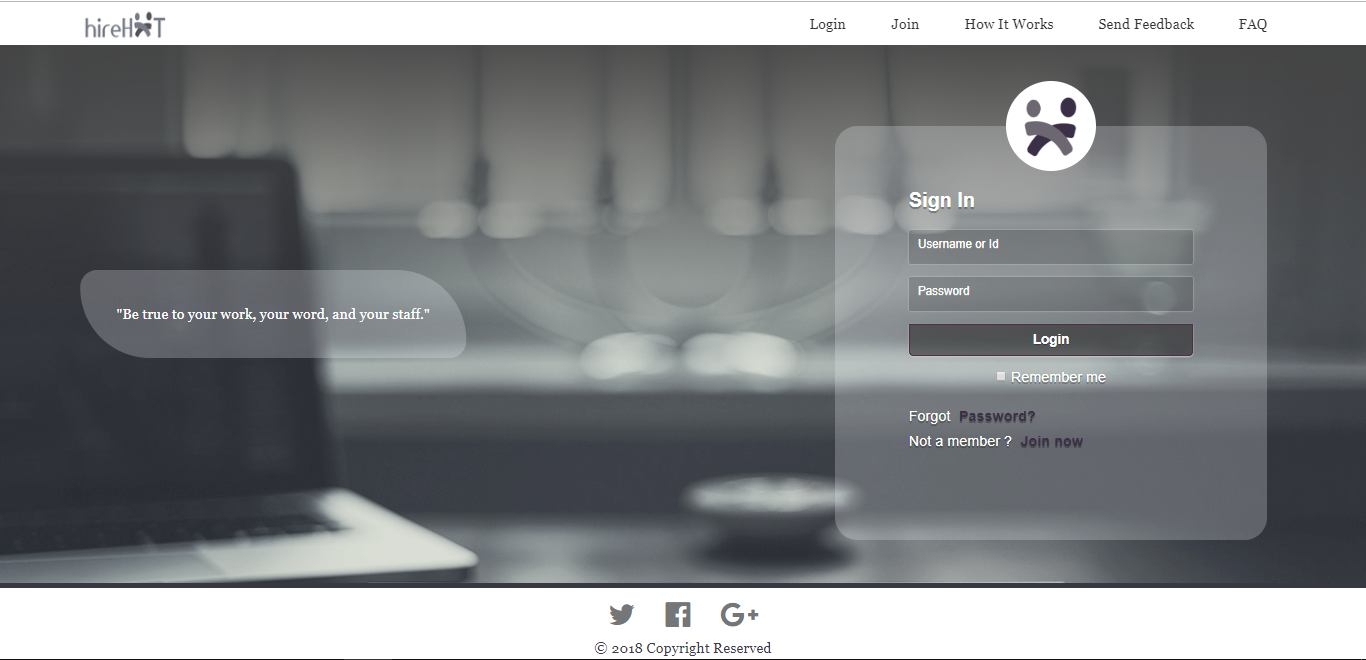 hireHOOT
Login
Join
How It Works
Send Feedback
FAQ
"Be true to your work, your word, and your staff."
Sign In
Username or Id
Password
Login
Remember me
Forgot Password?
Not a member ? Join now
G+
© 2018 Copyright Reserved